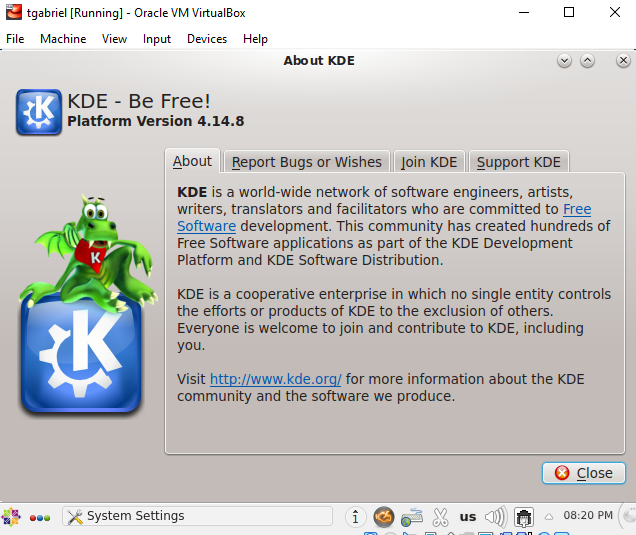 tgabriel [Running] - Oracle VM VirtualBox
File Machine View Input Devices Help
About KDE
KDE - Be Free!
Platform Version 4.14.8
About Report Bugs or Wishes Join KDE Support KDE
KDE is a world-wide network of software engineers, artists,
writers, translators and facilitators who are committed to Free
Software development. This community has created hundreds of
Free Software applications as part of the KDE Development
Platform and KDE Software Distribution.
KDE is a cooperative enterprise in which no single entity controls
the efforts or products of KDE to the exclusion of others.
Everyone is welcome to join and contribute to KDE, including
you.
Visit http://www.kde.org/ for more information about the KDE
community and the software we produce.
K
K
K
Close
System Settings us 08:20 PM